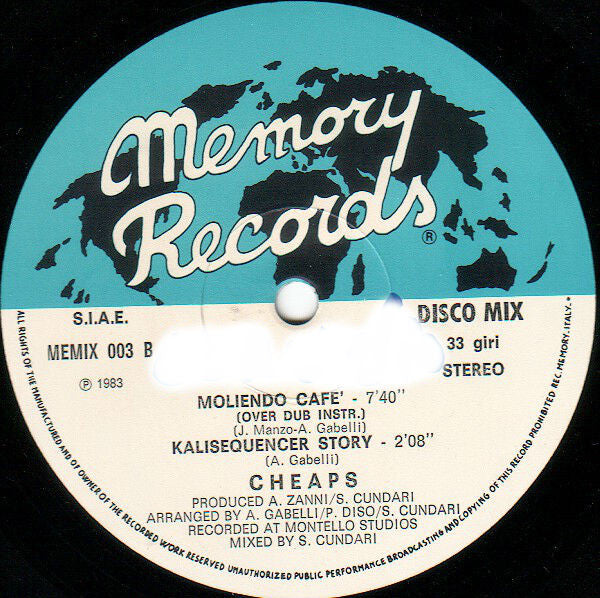 Memory
Records®
S.I.A.E.
DISCO MIX
MEMIX 003 B
33 giri
℗ 1983
STEREO
MOLIENDO CAFE' - 7'40"
(OVER DUB INSTR.)
(J. Manzo-A. Gabelli)
KALISEQUENCER STORY - 2'08"
(A. Gabelli)
CHEAPS
PRODUCED A. ZANNI/S. CUNDARI
ARRANGED BY A. GABELLI/P. DISO/S. CUNDARI
RECORDED AT MONTELLO STUDIOS
MIXED BY S. CUNDARI
ALL RIGHTS OF THE MANUFACTURED AND OF OWNER OF THE RECORDED WORK RESERVED UNAUTHORIZED PUBLIC PERFORMANCE BROADCASTING AND COPYING OF THIS RECORD PROHIBITED REC. MEMORY. ITALY.